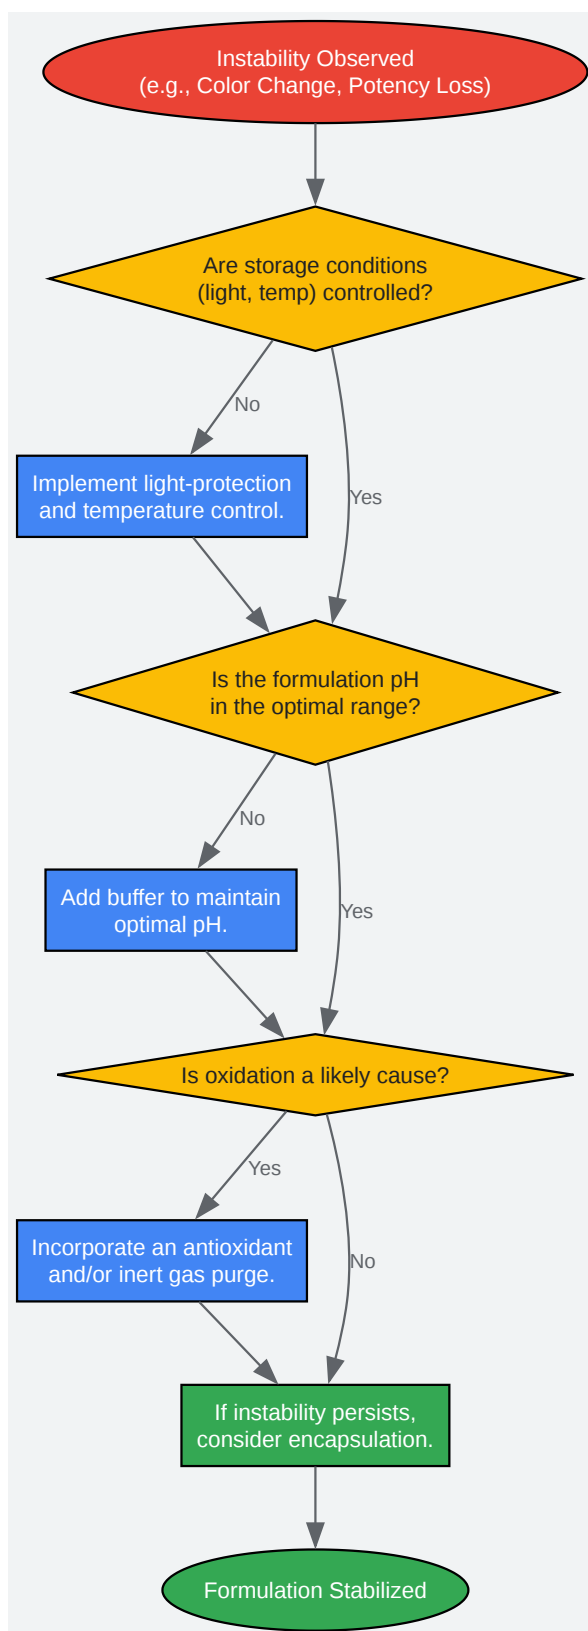 Instability Observed
(e.g., Color Change, Potency Loss)
Are storage conditions
(light, temp) controlled?
No
Implement light-protection
and temperature control.
Yes
Is the formulation pH
in the optimal range?
No
Add buffer to maintain
optimal pH.
Yes
Is oxidation a likely cause?
Yes
Incorporate an antioxidant
and/or inert gas purge.
No
If instability persists,
consider encapsulation.
Formulation Stabilized